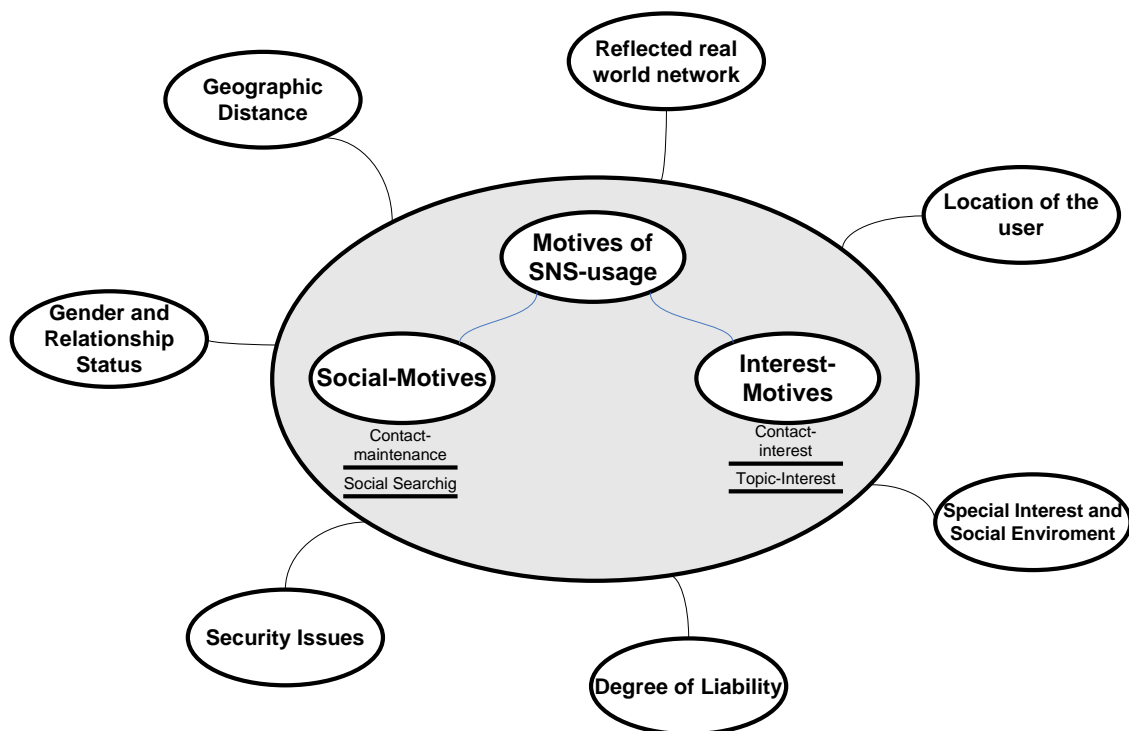 Reflected real
world network
Geographic
Distance
Location of the
user
Motives of
SNS-usage
Gender and
Relationship
Status
Social-Motives
Interest-
Motives
Contact-
maintenance
Social Searchig
Contact-
interest
Topic-Interest
Special Interest and
Social Enviroment
Security Issues
Degree of Liability